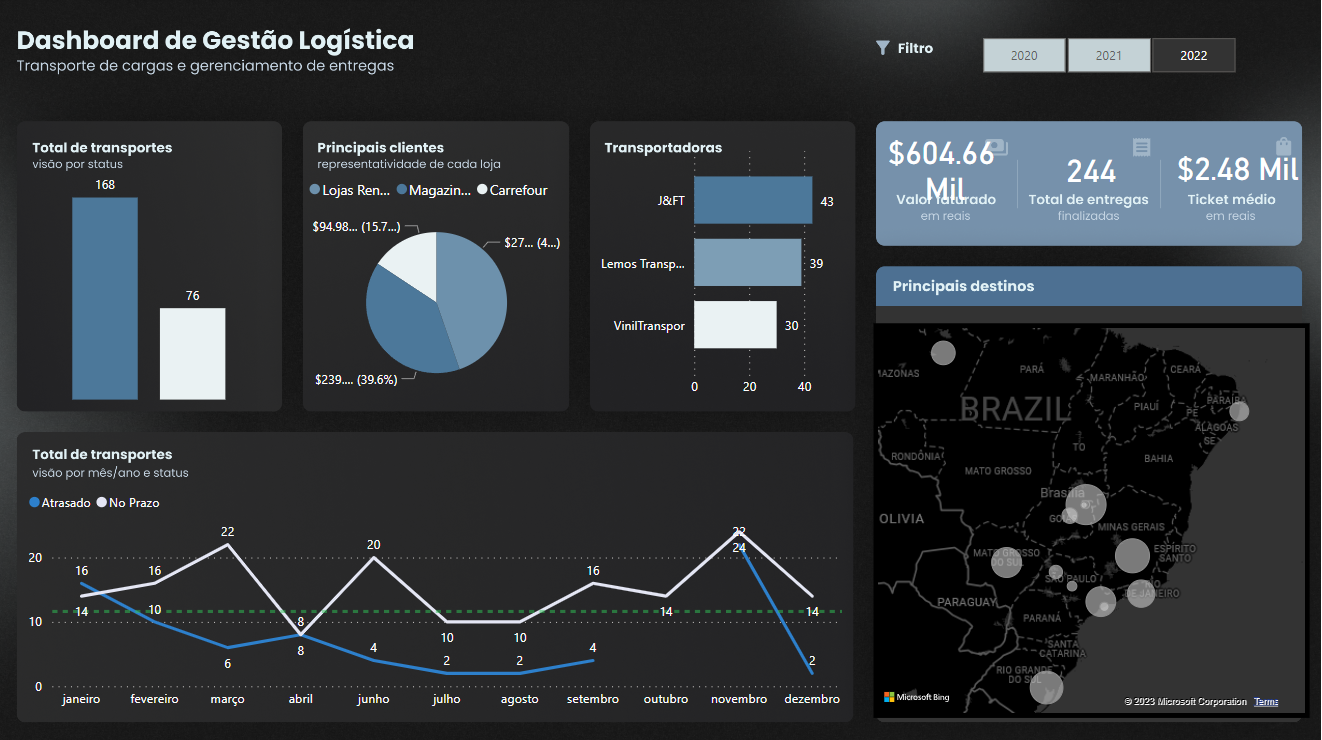 Dashboard de Gestão Logística
Transporte de cargas e gerenciamento de entregas
Filtro
2020
2021
2022
Total de transportes
visão por status
168
76
Principais clientes
representatividade de cada loja
Lojas Ren... Magazin... Carrefour
$94.98... (15.7...)
$27... (4...)
$239.... (39.6%)
Transportadoras
J&FT
43
Lemos Transp...
39
VinilTranspor
30
0 20 40
$604.66
Mil
Valor faturado
em reais
244
Total de entregas
finalizadas
$2.48 Mil
Ticket médio
em reais
Total de transportes
visão por mês/ano e status
Atrasado No Prazo
20
10
0
16
14
16
10
22
6
8
8
20
4
10
2
10
2
16
4
14
22
24
14
2
janeiro fevereiro março abril junho julho agosto setembro outubro novembro dezembro
Principais destinos
MAZONAS
PARÁ
MARANHÃO
CEARÁ
BRAZIL
PIAUÍ
PARAÍB
PE
ALAGOAS
SE
RONDÔNIA
TO
MATO GROSSO
BAHIA
Brasília
OLIVIA
GO
MINAS GERAIS
MATO GROSSO
DO SUL
ESPÍRITO
SANTO
SÃO PAULO
RIO
DE JANEIRO
PARAGUAY
PARANÁ
SANTA
CATARINA
RIO GRANDE
DO SUL
Microsoft Bing
© 2023 Microsoft Corporation Terms